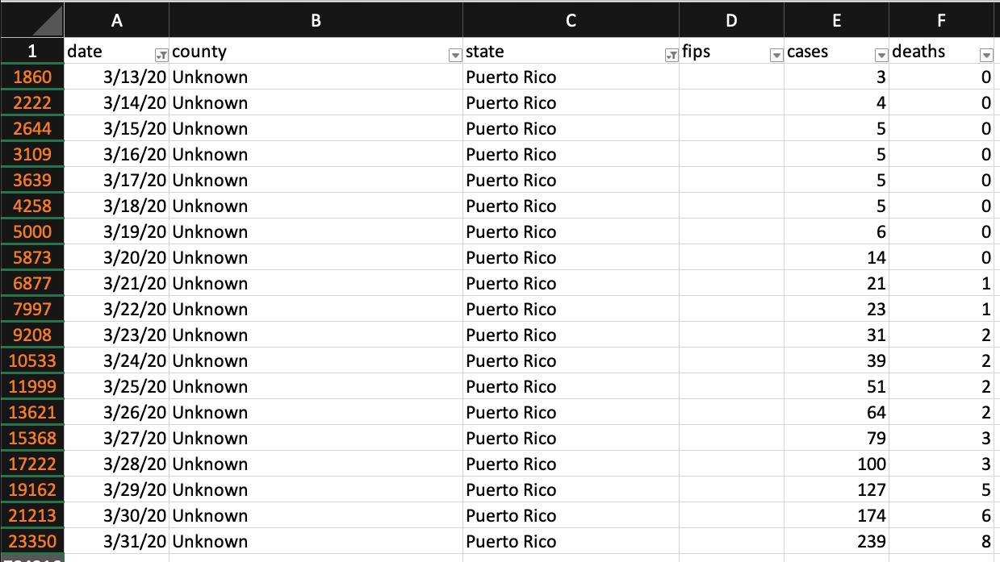 A B C D E F
1 date county state fips cases deaths
1860 3/13/20 Unknown Puerto Rico 3 0
2222 3/14/20 Unknown Puerto Rico 4 0
2644 3/15/20 Unknown Puerto Rico 5 0
3109 3/16/20 Unknown Puerto Rico 5 0
3639 3/17/20 Unknown Puerto Rico 5 0
4258 3/18/20 Unknown Puerto Rico 5 0
5000 3/19/20 Unknown Puerto Rico 6 0
5873 3/20/20 Unknown Puerto Rico 14 0
6877 3/21/20 Unknown Puerto Rico 21 1
7997 3/22/20 Unknown Puerto Rico 23 1
9208 3/23/20 Unknown Puerto Rico 31 2
10533 3/24/20 Unknown Puerto Rico 39 2
11999 3/25/20 Unknown Puerto Rico 51 2
13621 3/26/20 Unknown Puerto Rico 64 2
15368 3/27/20 Unknown Puerto Rico 79 3
17222 3/28/20 Unknown Puerto Rico 100 3
19162 3/29/20 Unknown Puerto Rico 127 5
21213 3/30/20 Unknown Puerto Rico 174 6
23350 3/31/20 Unknown Puerto Rico 239 8